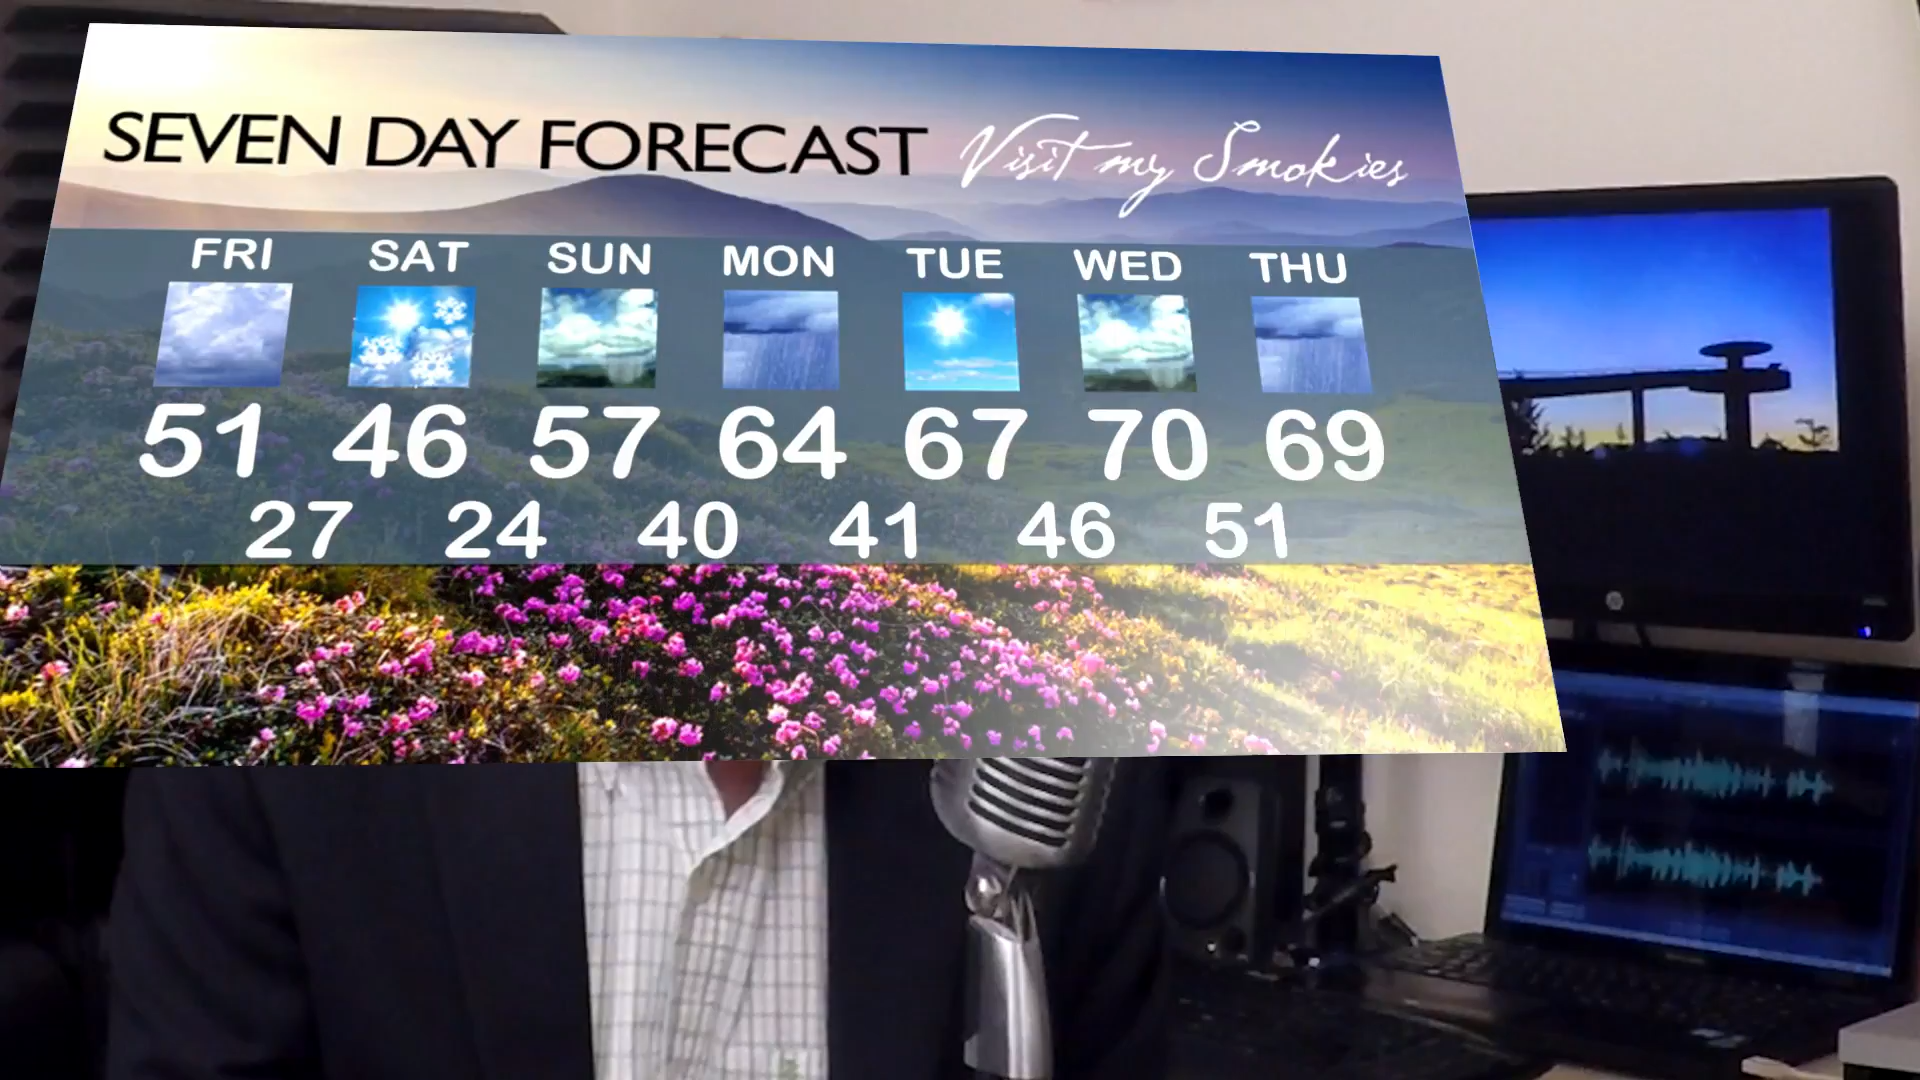 SEVEN DAY FORECAST Visit my Smokies
FRI SAT SUN MON TUE WED THU
51 46 57 64 67 70 69
27 24 40 41 46 51